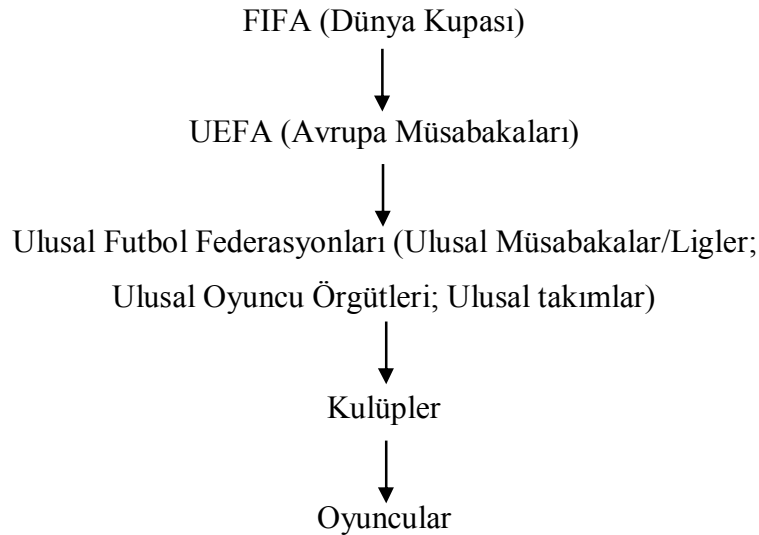 FIFA (Dünya Kupası)
UEFA (Avrupa Müsabakaları)
Ulusal Futbol Federasyonları (Ulusal Müsabakalar/Ligler;
Ulusal Oyuncu Örgütleri; Ulusal takımlar)
Kulüpler
Oyuncular